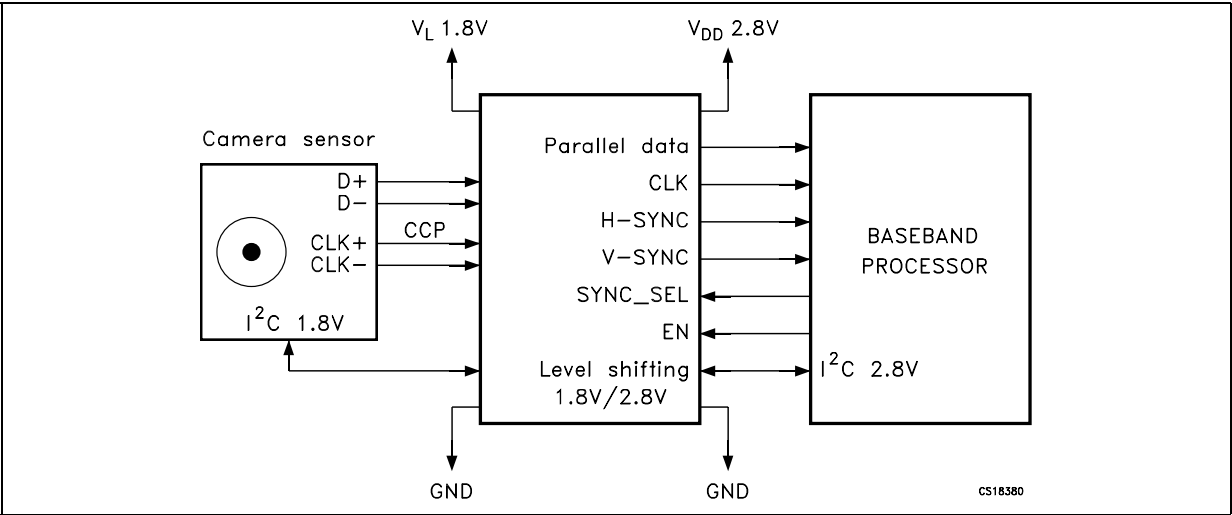 V_L 1.8V
V_DD 2.8V
Camera sensor
D+
D-
CLK+
CLK-
CCP
I²C 1.8V
Parallel data
CLK
H-SYNC
V-SYNC
SYNC_SEL
EN
Level shifting
1.8V/2.8V
BASEBAND
PROCESSOR
I²C 2.8V
GND
GND
CS18380